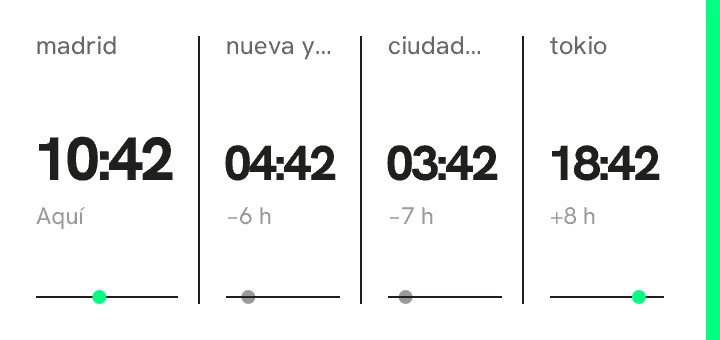 madrid
10:42
Aquí
nueva y...
04:42
−6 h
ciudad...
03:42
−7 h
tokio
18:42
+8 h